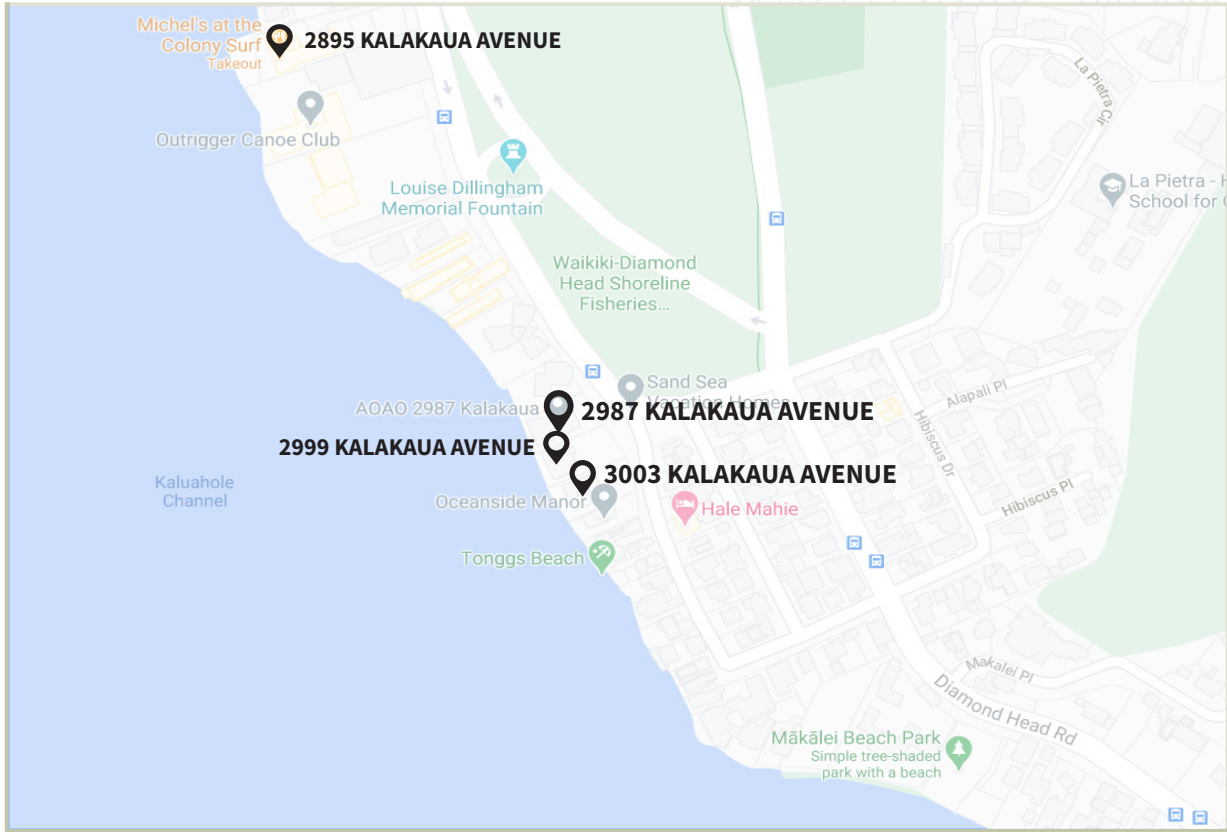 Michel's at the
Colony Surf
Takeout
2895 KALAKAUA AVENUE
Outrigger Canoe Club
La Pietra Cir
Louise Dillingham
Memorial Fountain
La Pietra - H
School for G
Waikiki-Diamond
Head Shoreline
Fisheries...
Sand Sea
Vacation Homes
Alapali Pl
AOAO 2987 Kalakaua
2987 KALAKAUA AVENUE
Hibiscus Dr
2999 KALAKAUA AVENUE
3003 KALAKAUA AVENUE
Kaluahole
Channel
Oceanside Manor
Hale Mahie
Hibiscus Pl
Tonggs Beach
Makalei Pl
Diamond Head Rd
Mākālei Beach Park
Simple tree-shaded
park with a beach